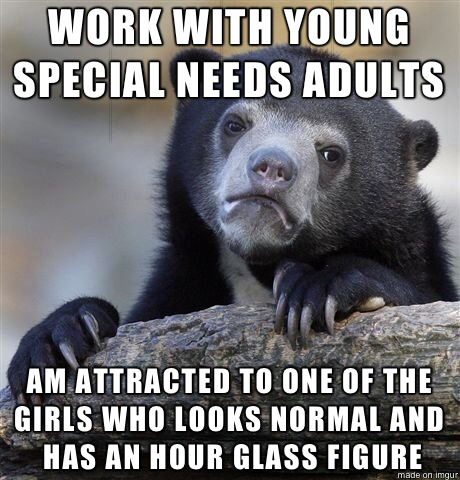 WORK WITH YOUNG
SPECIAL NEEDS ADULTS
AM ATTRACTED TO ONE OF THE
GIRLS WHO LOOKS NORMAL AND
HAS AN HOUR GLASS FIGURE
made on imgur